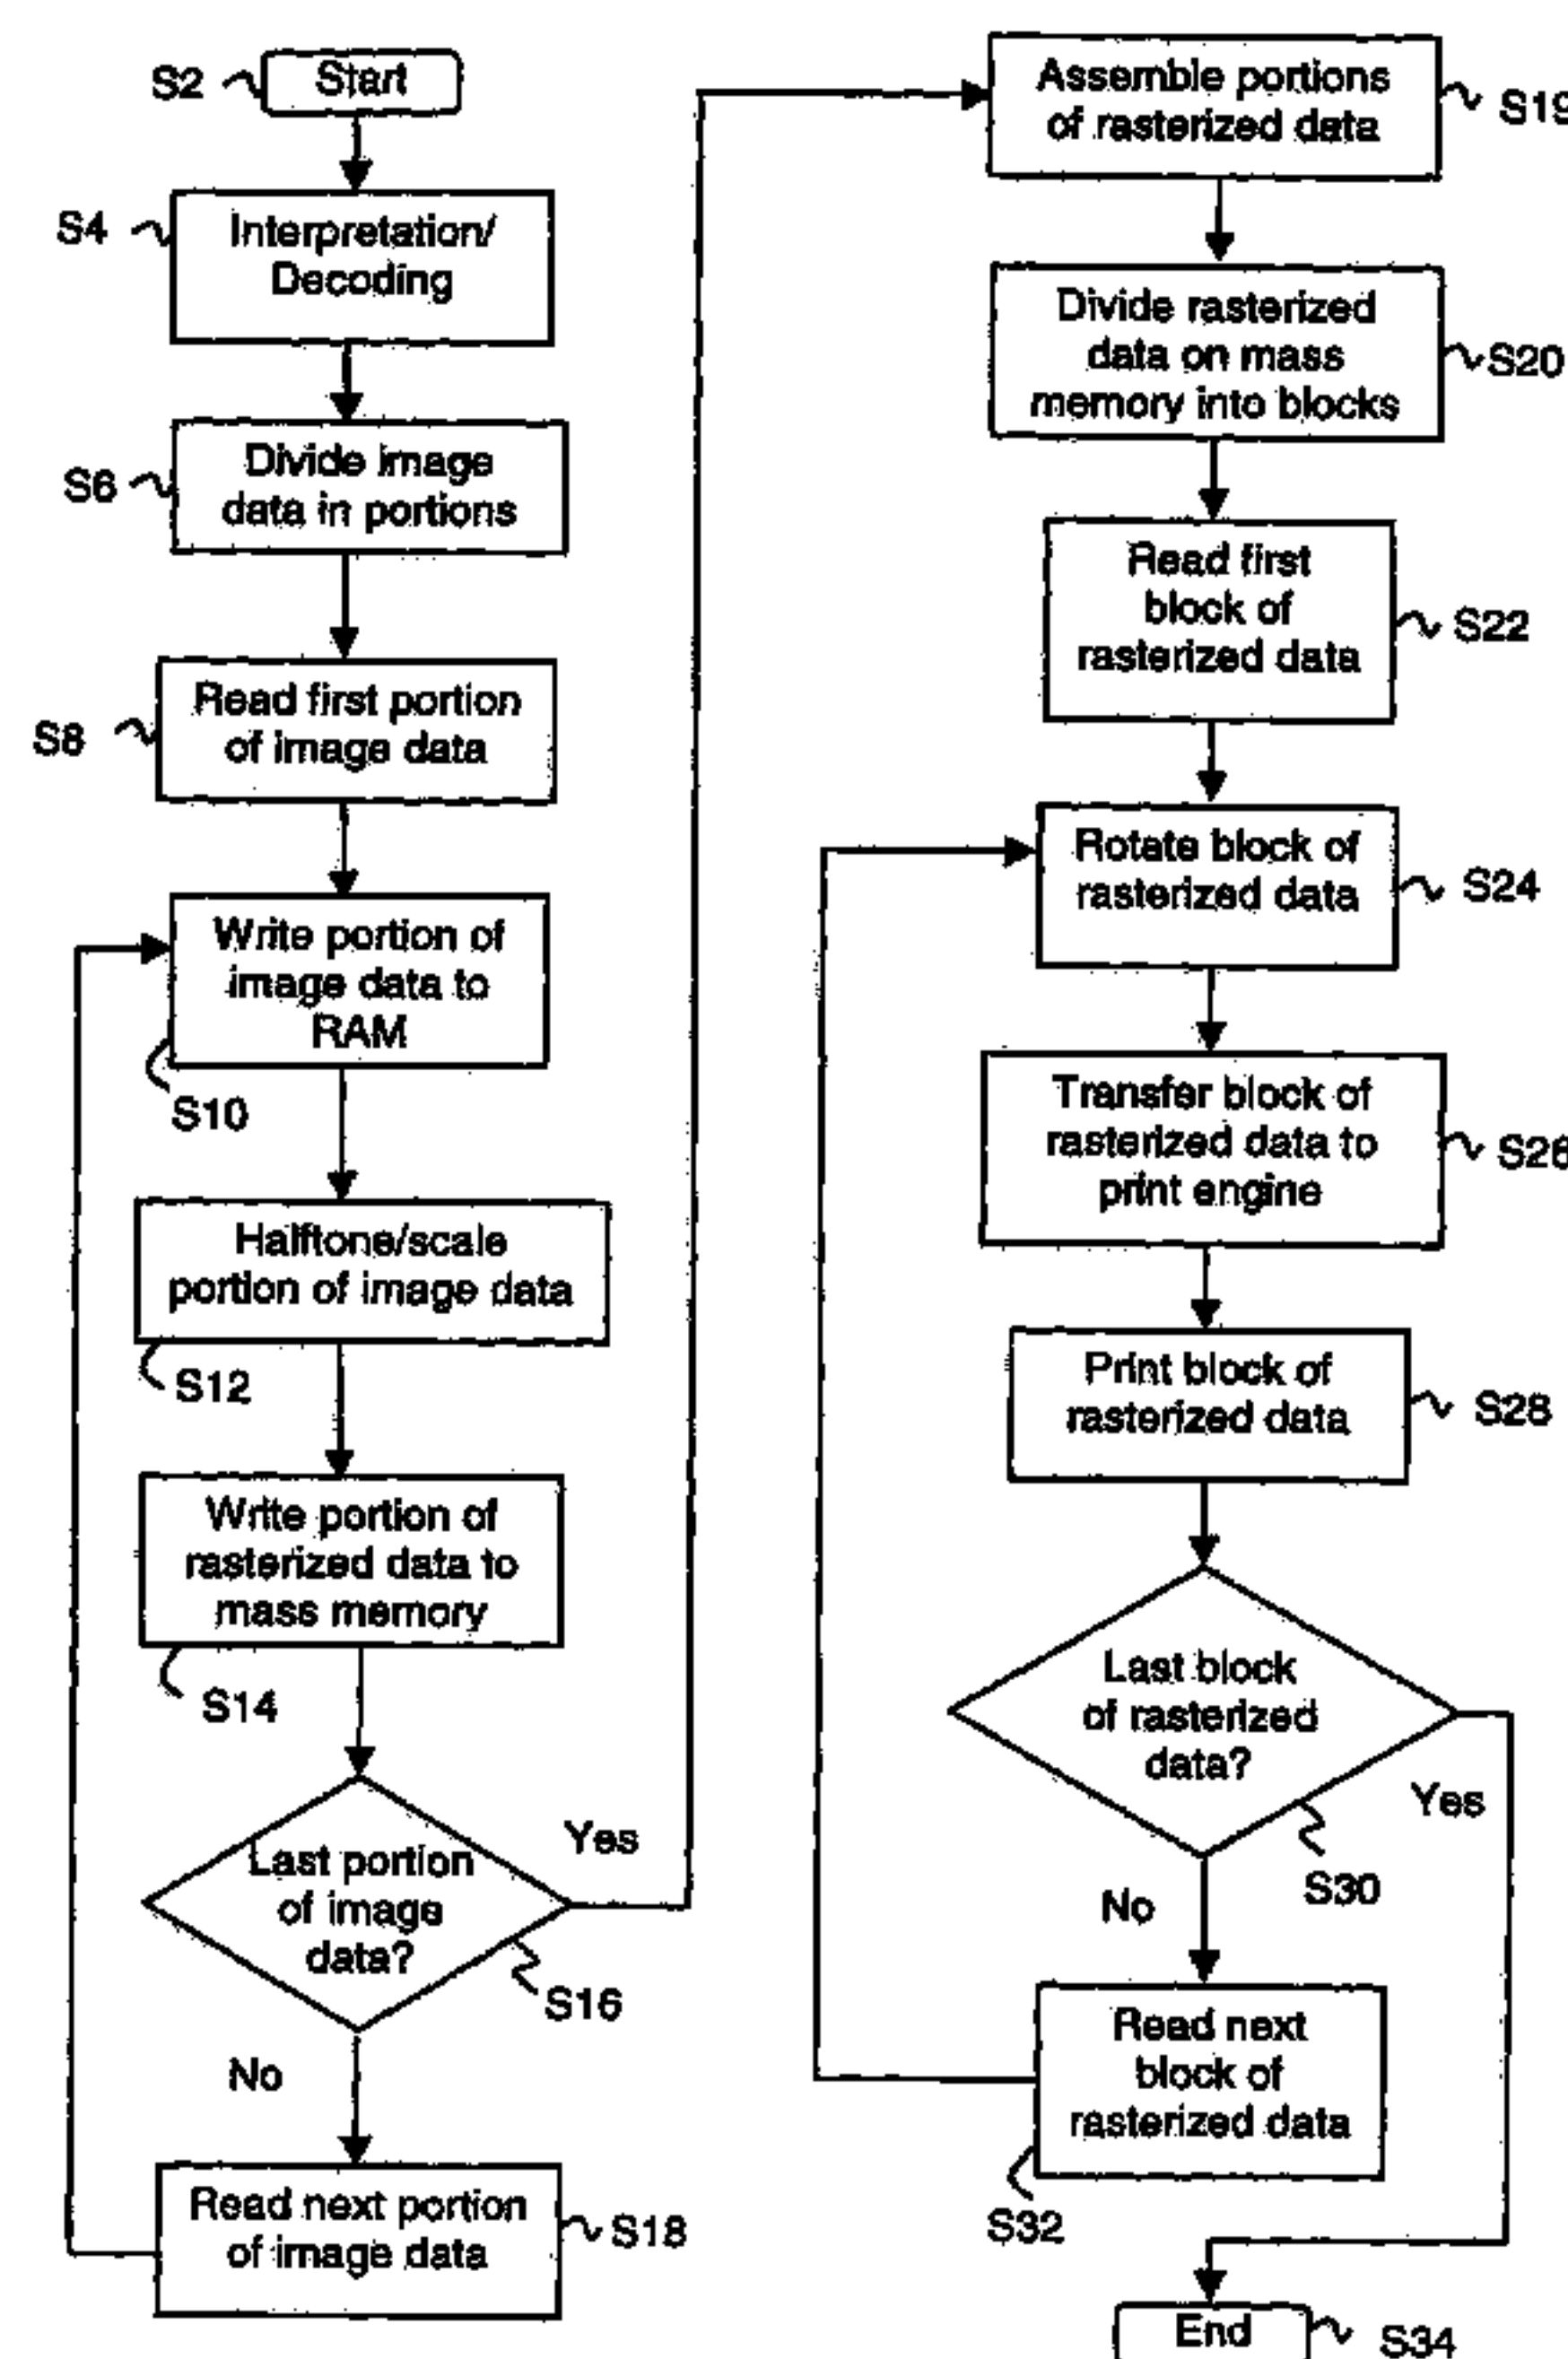 S2
Start
S4
Interpretation/
Decoding
S6
Divide image
data in portions
S8
Read first portion
of image data
Write portion of
image data to
RAM
S10
Halftone/scale
portion of image data
S12
Write portion of
rasterized data to
mass memory
S14
Last portion
of image
data?
Yes
S16
No
Read next portion
of image data
S18
Assemble portions
of rasterized data
S19
Divide rasterized
data on mass
memory into blocks
S20
Read first
block of
rasterized data
S22
Rotate block of
rasterized data
S24
Transfer block of
rasterized data to
print engine
S26
Print block of
rasterized data
S28
Last block
of rasterized
data?
Yes
S30
No
Read next
block of
rasterized data
S32
End
S34